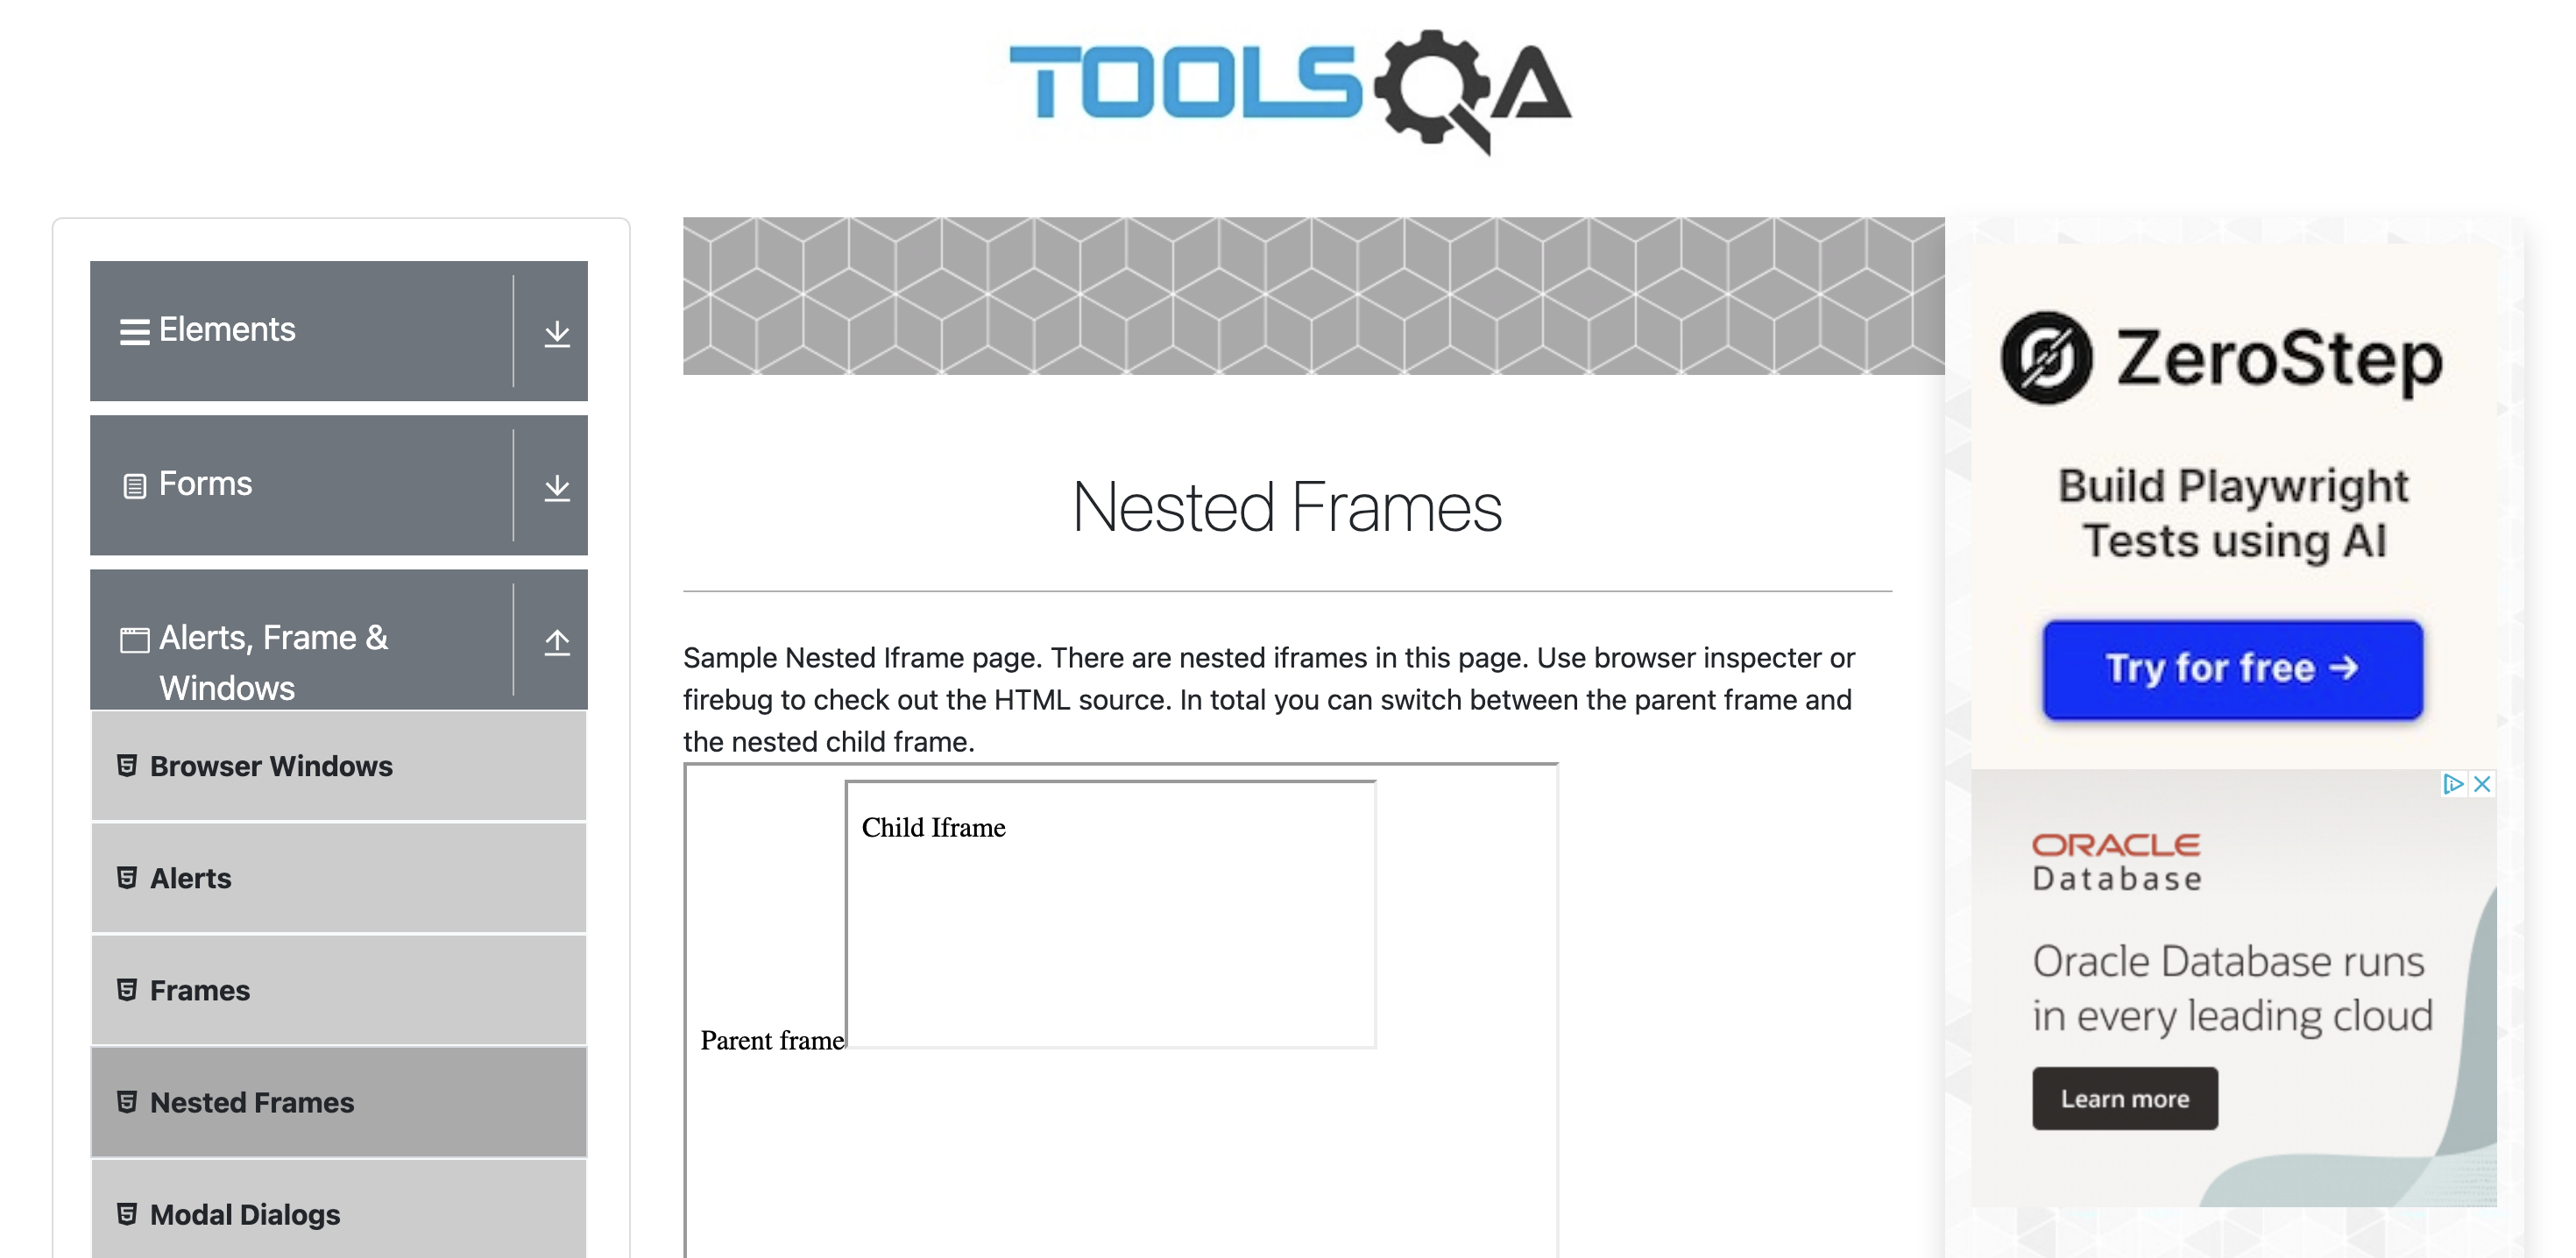 TOOLSQA
Elements
Forms
Alerts, Frame &
Windows
Browser Windows
Alerts
Frames
Nested Frames
Modal Dialogs
Nested Frames
Sample Nested Iframe page. There are nested iframes in this page. Use browser inspecter or
firebug to check out the HTML source. In total you can switch between the parent frame and
the nested child frame.
Child Iframe
Parent frame
ZeroStep
Build Playwright
Tests using AI
Try for free →
ORACLE
Database
Oracle Database runs
in every leading cloud
Learn more